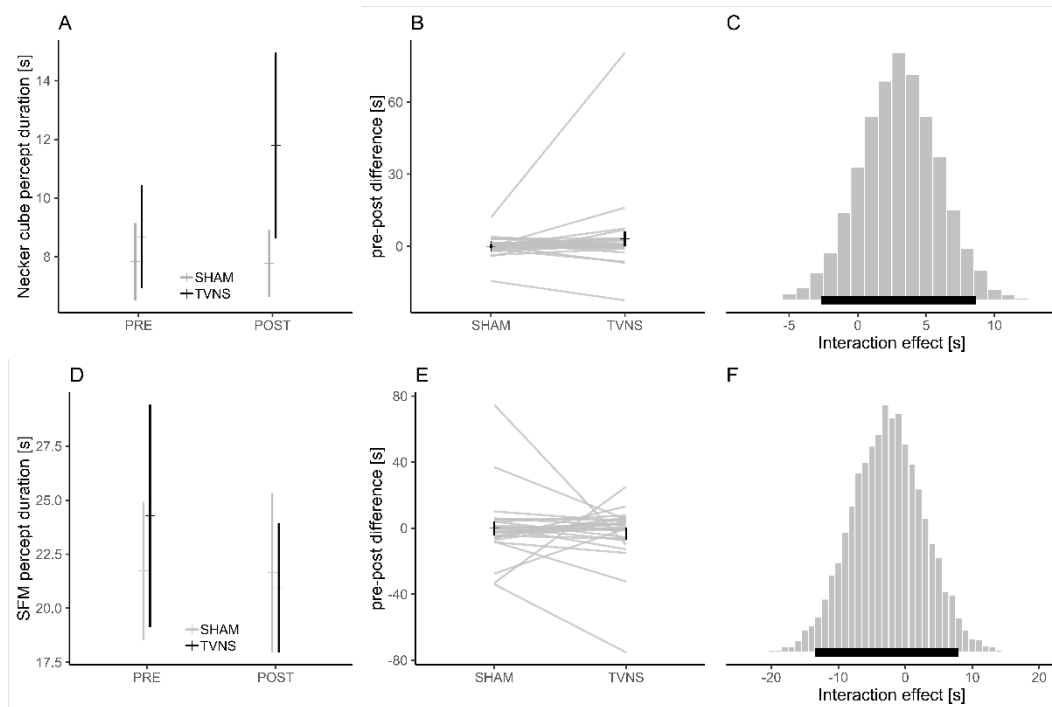 A
Necker cube percept duration [s]
14
12
10
8
SHAM
TVNS
PRE
POST
B
pre-post difference [s]
60
30
0
SHAM
TVNS
C
-5
0
5
10
Interaction effect [s]
D
SFM percept duration [s]
27.5
25.0
22.5
20.0
17.5
SHAM
TVNS
PRE
POST
E
pre-post difference [s]
80
40
0
-40
-80
SHAM
TVNS
F
-20
-10
0
10
20
Interaction effect [s]